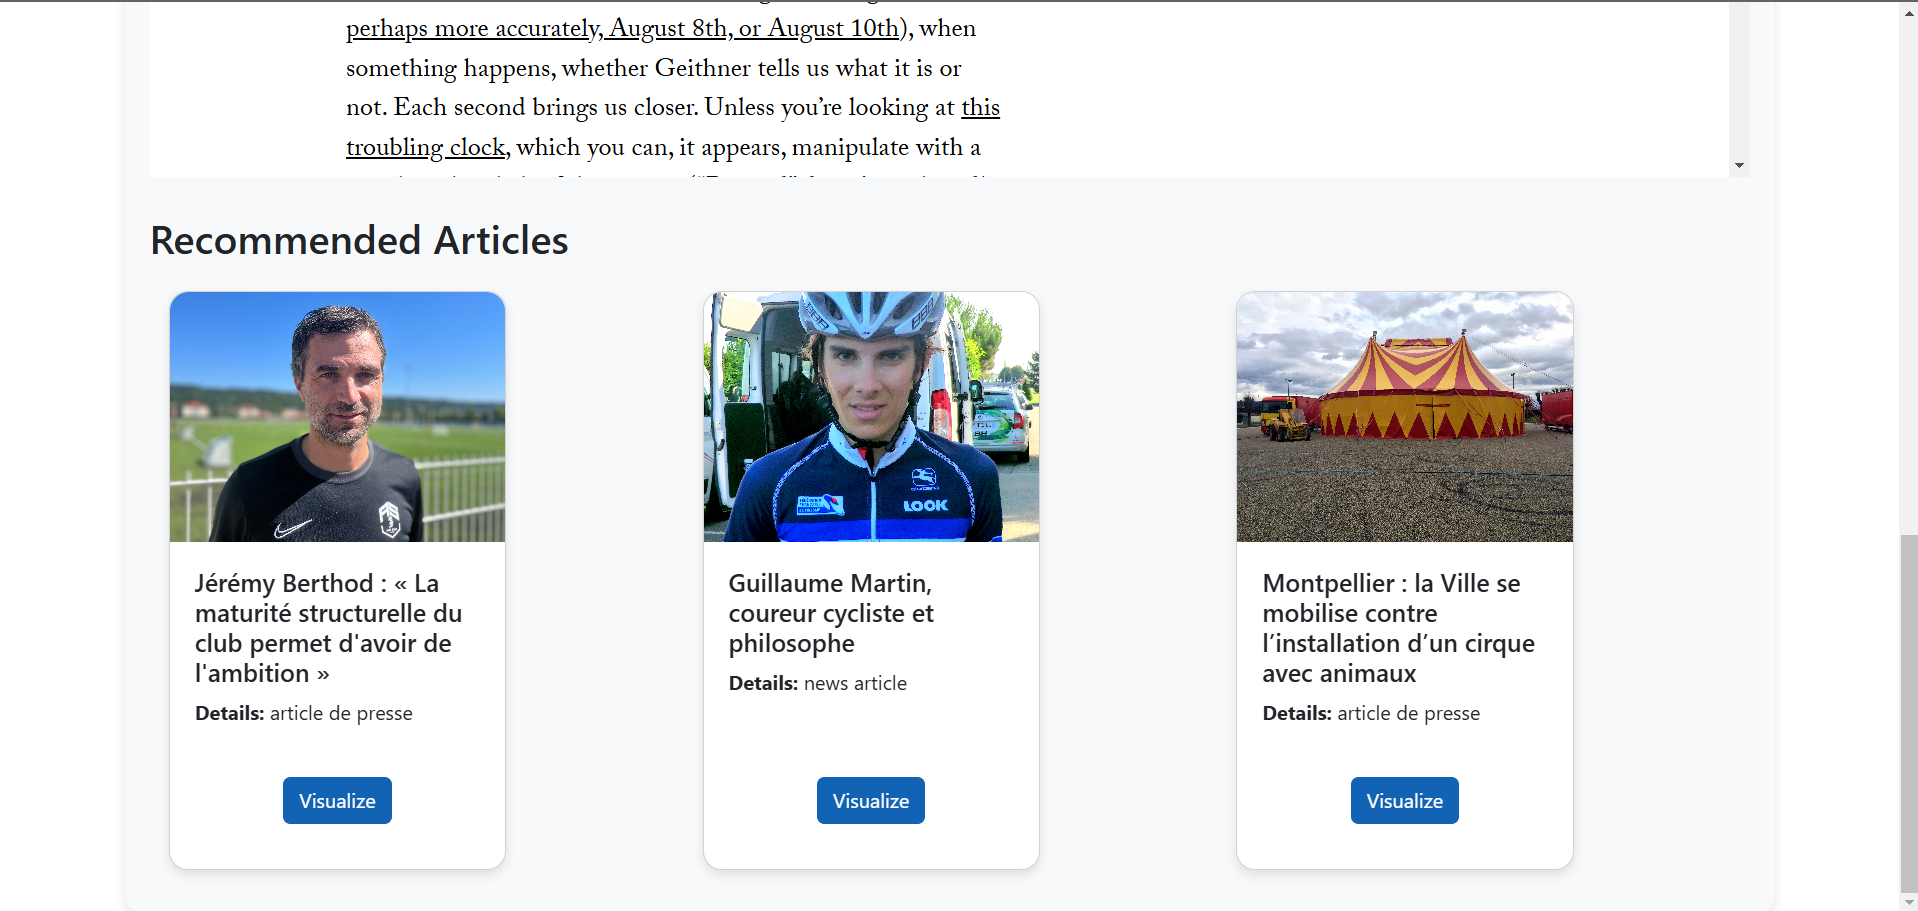 perhaps more accurately, August 8th, or August 10th), when
something happens, whether Geithner tells us what it is or
not. Each second brings us closer. Unless you’re looking at this
troubling clock, which you can, it appears, manipulate with a
Recommended Articles
Jérémy Berthod : « La
maturité structurelle du
club permet d'avoir de
l'ambition »
Details: article de presse
Visualize
LOOK
Guillaume Martin,
coureur cycliste et
philosophe
Details: news article
Visualize
Montpellier : la Ville se
mobilise contre
l’installation d’un cirque
avec animaux
Details: article de presse
Visualize